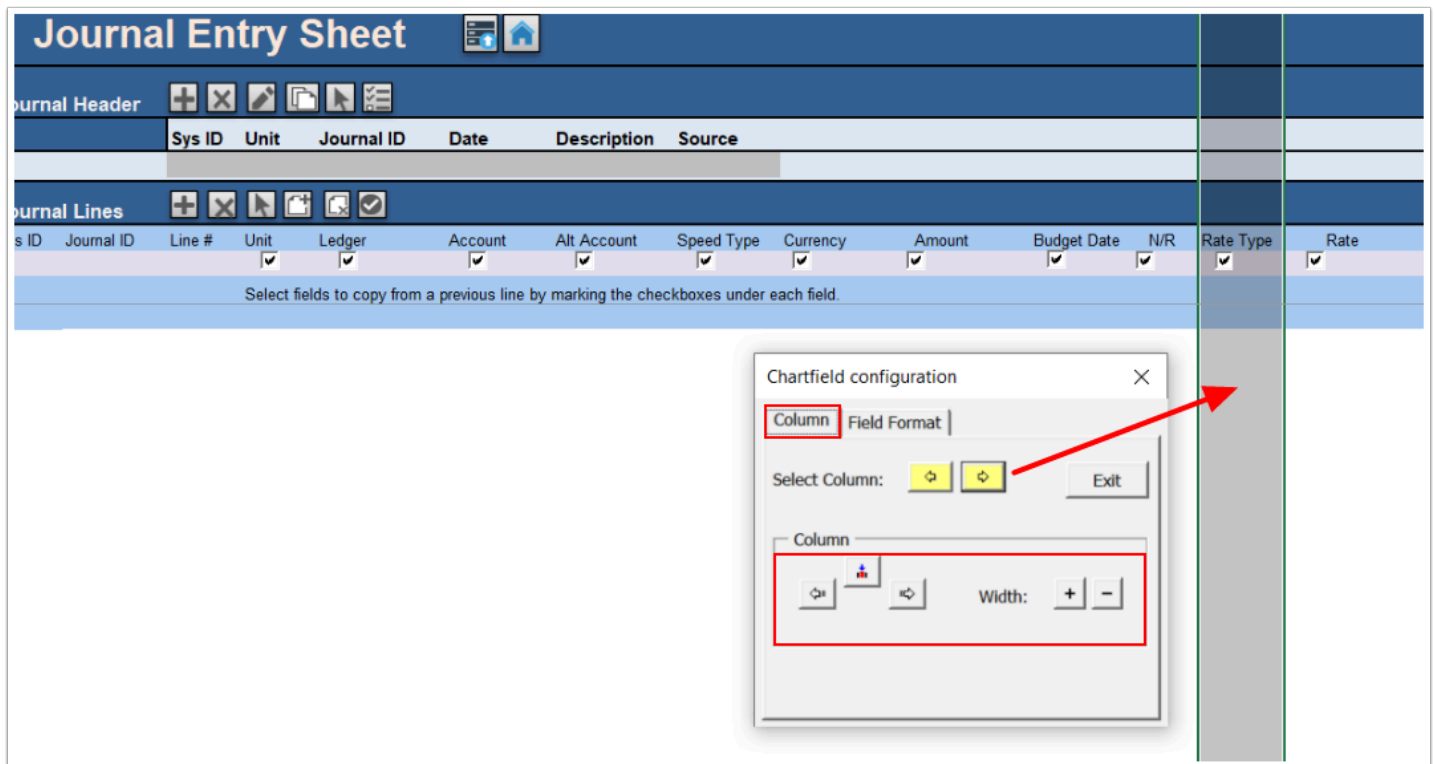 Journal Entry Sheet
ournal Header
Sys ID Unit Journal ID Date Description Source
ournal Lines
s ID Journal ID Line # Unit Ledger Account Alt Account Speed Type Currency Amount Budget Date N/R Rate Type Rate
Select fields to copy from a previous line by marking the checkboxes under each field.
Chartfield configuration
Column Field Format
Select Column: Exit
Column
Width: + -